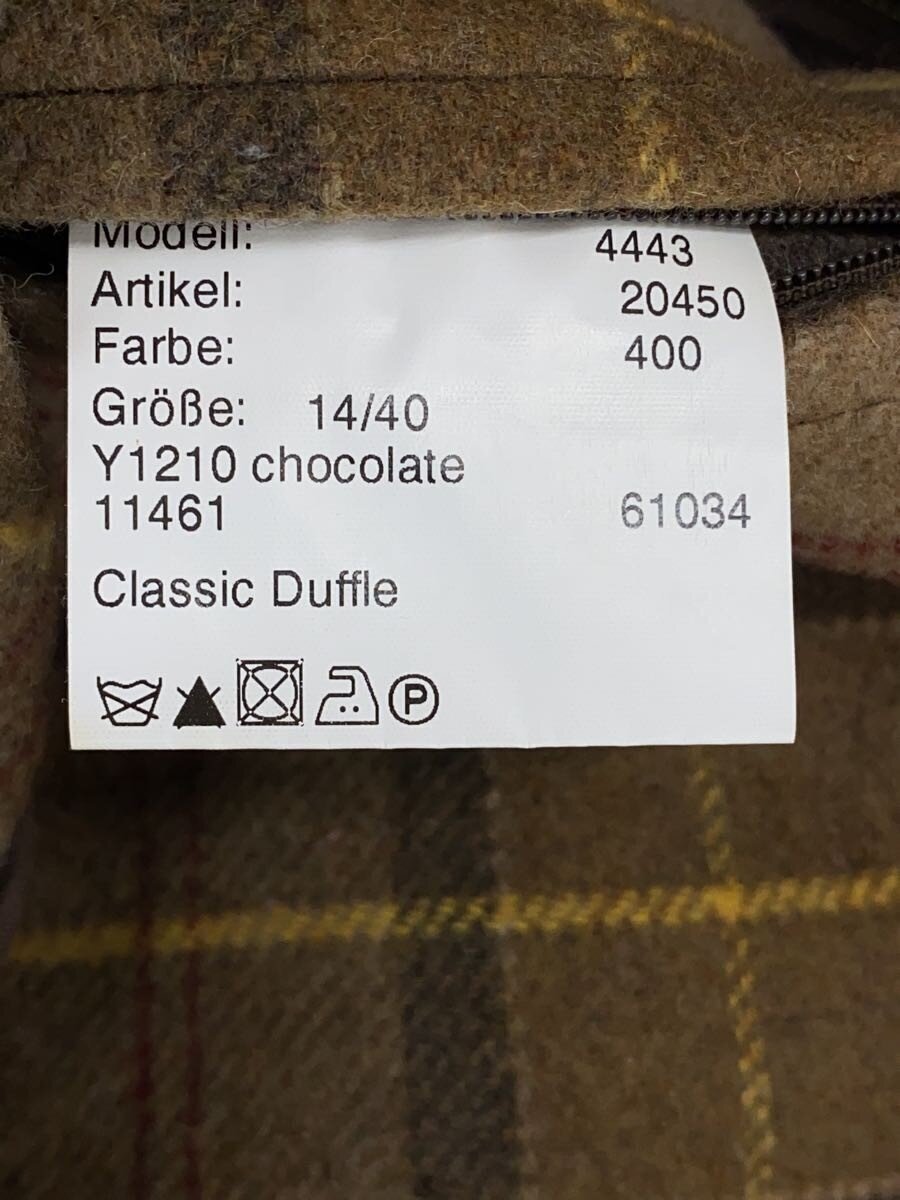 Modell: 4443
Artikel: 20450
Farbe: 400
Größe: 14/40
Y1210 chocolate
11461 61034
Classic Duffle
P